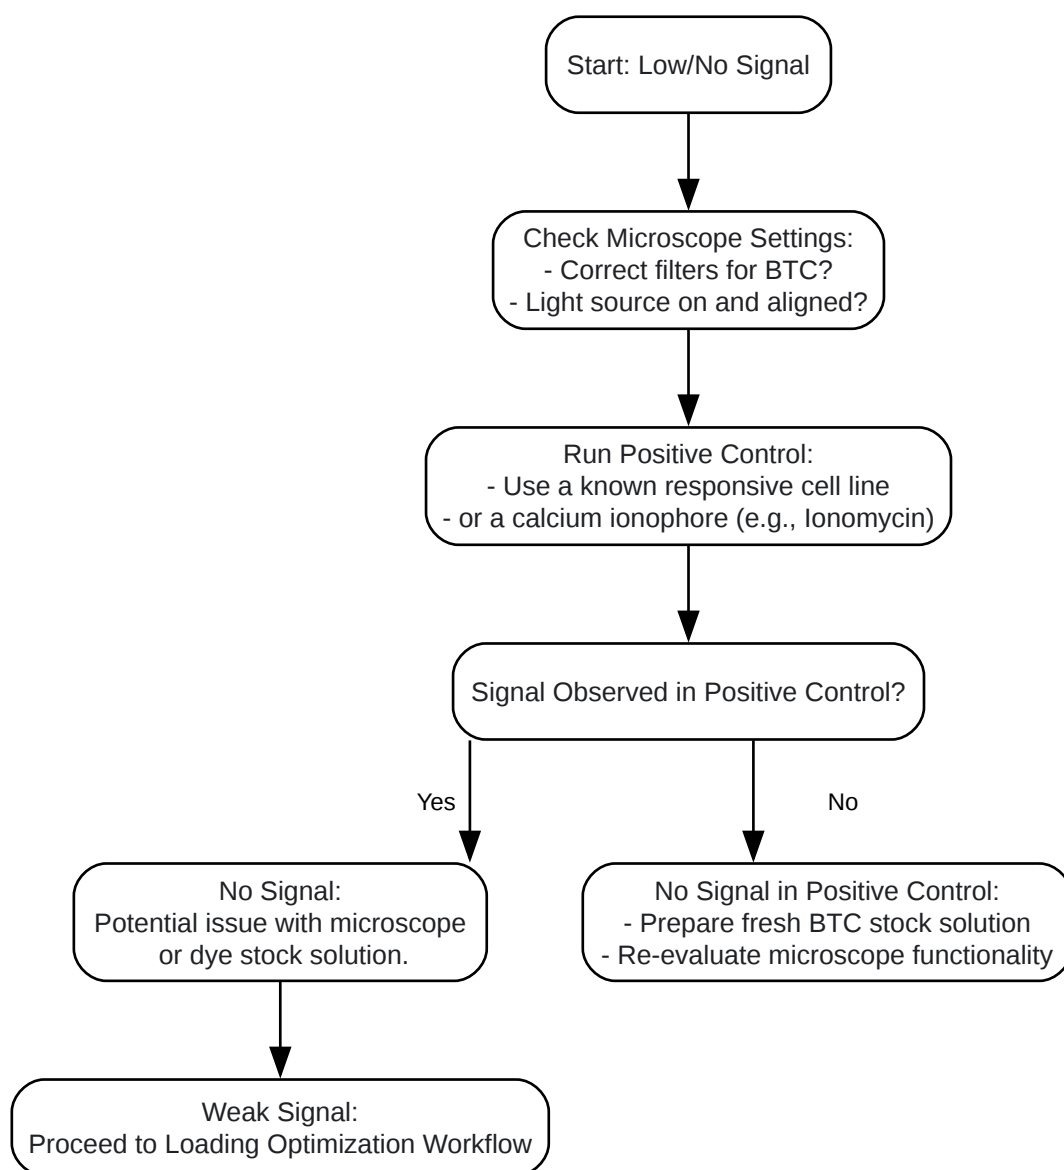 Start: Low/No Signal
Check Microscope Settings:
- Correct filters for BTC?
- Light source on and aligned?
Run Positive Control:
- Use a known responsive cell line
- or a calcium ionophore (e.g., Ionomycin)
Signal Observed in Positive Control?
Yes
No
No Signal:
Potential issue with microscope
or dye stock solution.
No Signal in Positive Control:
- Prepare fresh BTC stock solution
- Re-evaluate microscope functionality
Weak Signal:
Proceed to Loading Optimization Workflow